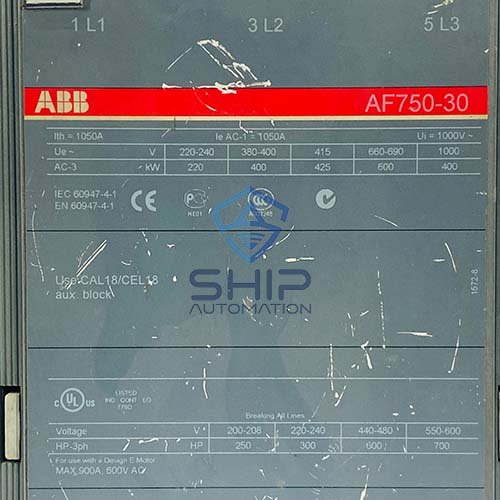 1 L1 3 L2 5 L3
ABB AF750-30
Ith = 1050A Ie AC-1 = 1050A Ui = 1000V ~
Ue ~ V 220-240 380-400 415 660-690 1000
AC-3 kW 220 400 425 600 400
IEC 60947-4-1
EN 60947-4-1
CE
ME01
CCC
Use CAL18/CEL18
aux. block
1572-8
SHIP
AUTOMATION
c UL us
LISTED
IND. CONT. EQ.
Breaking All Lines
Voltage V 200-208 220-240 440-480 550-600
HP-3ph HP 250 300 600 700
For use with a Design E Motor
MAX 900A, 600V AC